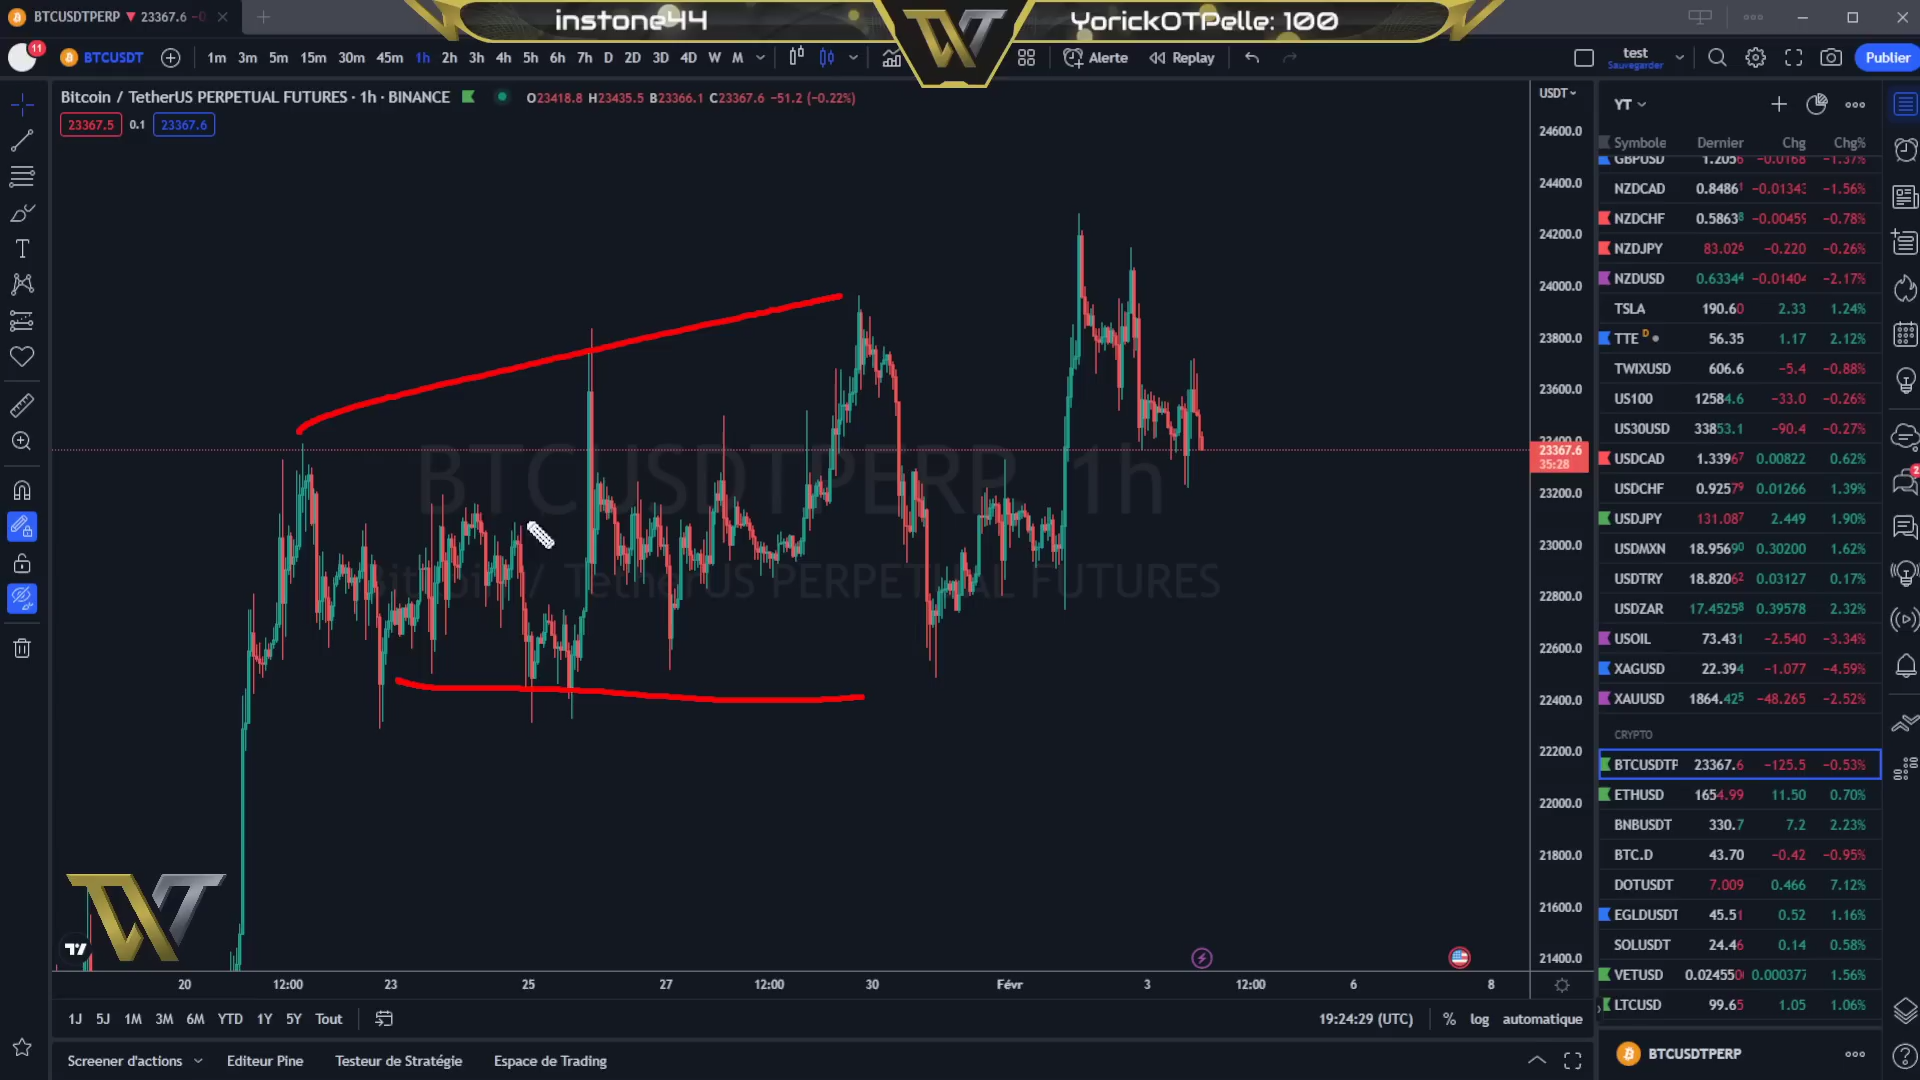 BTCUSDTPERP ▼ 23367.6 -0
instone44
YorickOTPelle: 100
11
BTCUSDT
1m 3m 5m 15m 30m 45m 1h 2h 3h 4h 5h 6h 7h D 2D 3D 4D W M
Alerte
Replay
test
Sauvegarder
Publier
Bitcoin / TetherUS PERPETUAL FUTURES · 1h · BINANCE
O23418.8 H23435.5 B23366.1 C23367.6 −51.2 (−0.22%)
23367.5 0.1 23367.6
USDT
24600.0
24400.0
24200.0
24000.0
23800.0
23600.0
23400.0
23367.6
35:28
23200.0
23000.0
22800.0
22600.0
22400.0
22200.0
22000.0
21800.0
21600.0
21400.0
BTCUSDTPERP, 1h
Bitcoin / TetherUS PERPETUAL FUTURES
20 12:00 23 25 27 12:00 30 Févr 3 12:00 6 8
1J 5J 1M 3M 6M YTD 1Y 5Y Tout
19:24:29 (UTC) % log automatique
Screener d'actions Editeur Pine Testeur de Stratégie Espace de Trading
YT
Symbole Dernier Chg Chg%
GBPUSD 1.2056 −0.0168 −1.37%
NZDCAD 0.84861 −0.01343 −1.56%
NZDCHF 0.58638 −0.00459 −0.78%
NZDJPY 83.026 −0.220 −0.26%
NZDUSD 0.63344 −0.01404 −2.17%
TSLA 190.60 2.33 1.24%
TTE D 56.35 1.17 2.12%
TWIXUSD 606.6 −5.4 −0.88%
US100 12584.6 −33.0 −0.26%
US30USD 33853.1 −90.4 −0.27%
USDCAD 1.33967 0.00822 0.62%
USDCHF 0.92579 0.01266 1.39%
USDJPY 131.087 2.449 1.90%
USDMXN 18.95690 0.30200 1.62%
USDTRY 18.82062 0.03127 0.17%
USDZAR 17.45258 0.39578 2.32%
USOIL 73.431 −2.540 −3.34%
XAGUSD 22.394 −1.077 −4.59%
XAUUSD 1864.425 −48.265 −2.52%
CRYPTO
BTCUSDTP 23367.6 −125.5 −0.53%
ETHUSD 1654.99 11.50 0.70%
BNBUSDT 330.7 7.2 2.23%
BTC.D 43.70 −0.42 −0.95%
DOTUSDT 7.009 0.466 7.12%
EGLDUSDT 45.51 0.52 1.16%
SOLUSDT 24.46 0.14 0.58%
VETUSD 0.02455 0.000377 1.56%
LTCUSD 99.65 1.05 1.06%
BTCUSDTPERP